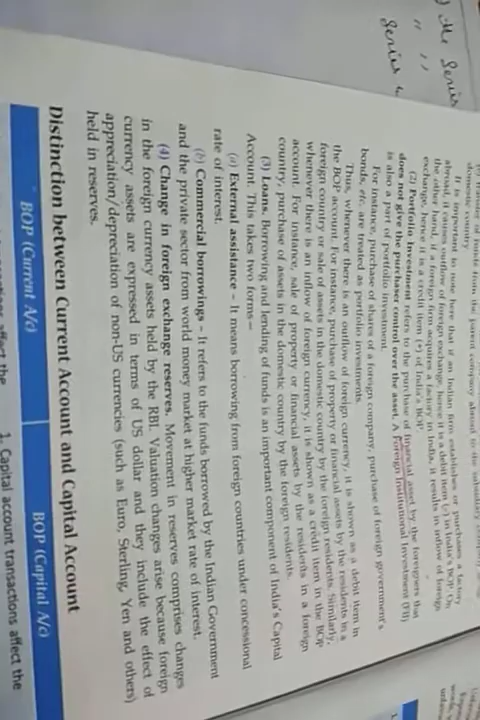 the Series
Series
domestic country.
It is important to note here that if an Indian firm establishes or purchases a factory
abroad, it causes outflow of foreign exchange, hence it is a debit item (–) in India's BOP. On
the other hand, if a foreign firm acquires a factory in India, it results in inflow of foreign
exchange, hence it is a credit item (+) of India's BOP.
(2) Portfolio Investment refers to the purchase of financial asset by the foreigners that
does not give the purchaser control over the asset. A Foreign Institutional Investment (FII)
is also a part of portfolio investment.
For instance, purchase of shares of a foreign company, purchase of foreign government's
bonds, etc. are treated as portfolio investments.
Thus, whenever there is an outflow of foreign currency, it is shown as a debit item in
the BOP account. For instance, purchase of property or financial assets by the residents in a
foreign country or sale of assets in the domestic country by the foreign residents. Similarly,
whenever there is an inflow of foreign currency, it is shown as a credit item in the BOP
account. For instance, sale of property or financial assets by the residents in a foreign
country, purchase of assets in the domestic country by the foreign residents.
(3) Loans. Borrowing and lending of funds is an important component of India's Capital
Account. This takes two forms –
(a) External assistance – It means borrowing from foreign countries under concessional
rate of interest.
(b) Commercial borrowings – It refers to the funds borrowed by the Indian Government
and the private sector from world money market at higher market rate of interest.
(4) Change in foreign exchange reserves. Movement in reserves comprises changes
in the foreign currency assets held by the RBI. Valuation changes arise because foreign
currency assets are expressed in terms of US dollar and they include the effect of
appreciation/depreciation of non-US currencies (such as Euro, Sterling, Yen and others)
held in reserves.
Distinction between Current Account and Capital Account
BOP (Current A/c) BOP (Capital A/c)
affect the 1. Capital account transactions affect the